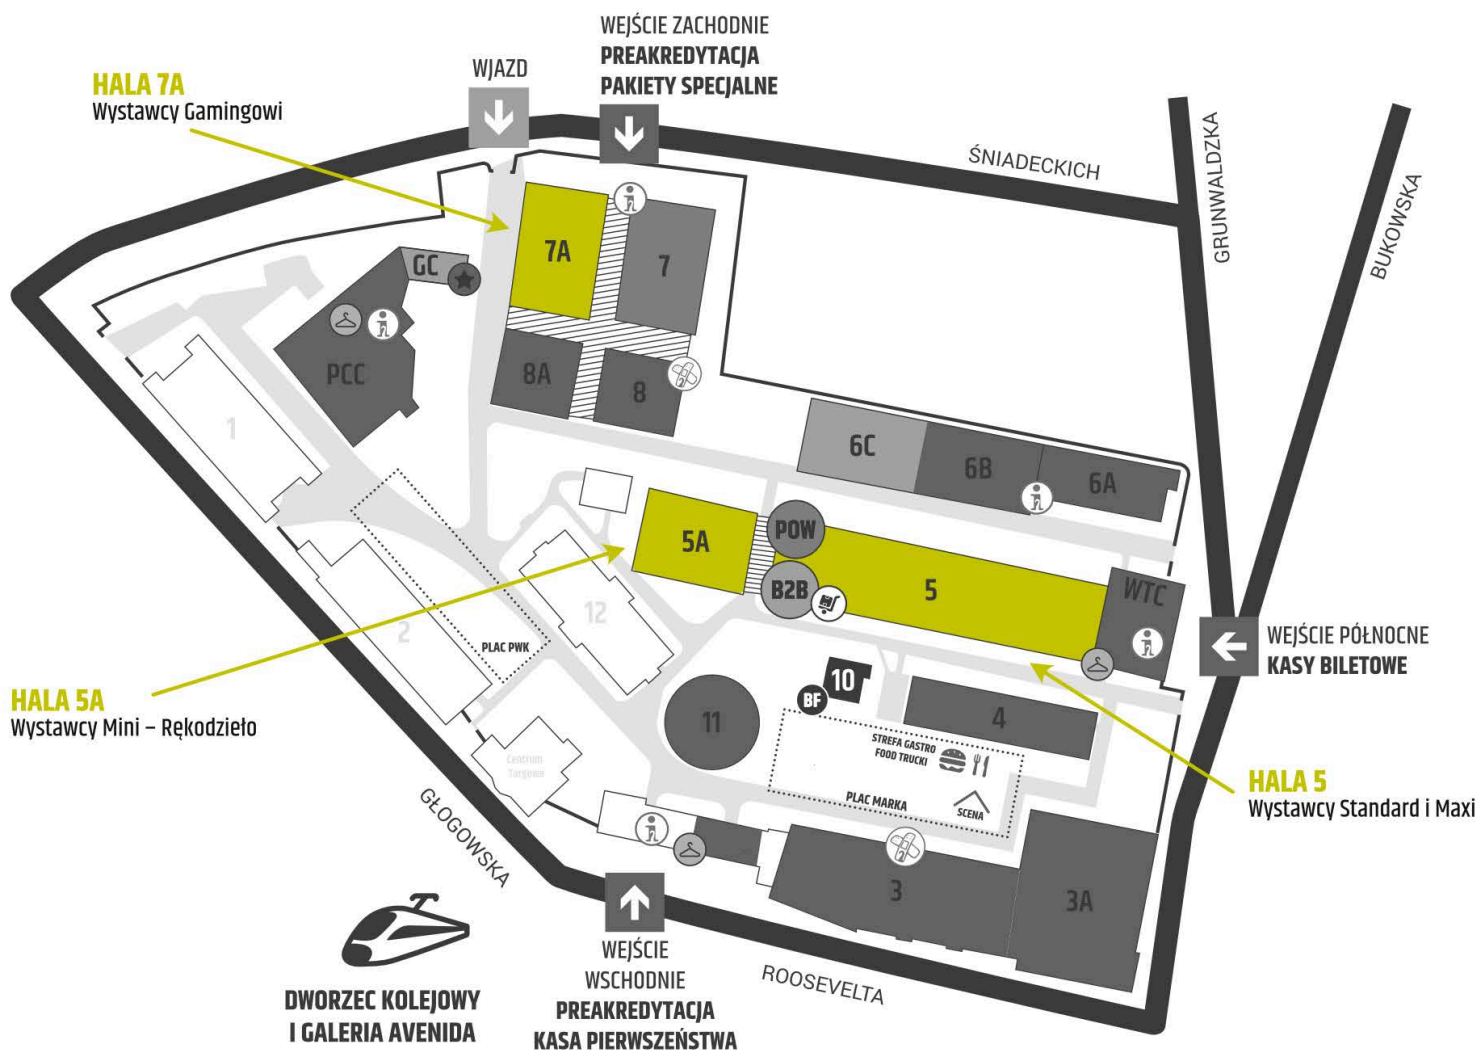 WEJŚCIE ZACHODNIE
PREAKREDYTACJA
PAKIETY SPECJALNE
WJAZD
HALA 7A
Wystawcy Gamingowi
ŚNIADECKICH
GRUNWALDZKA
BUKOWSKA
7A
7
GC
PCC
8A
8
1
6C
6B
6A
5A
POW
B2B
5
WTC
12
2
PLAC PWK
WEJŚCIE PÓŁNOCNE
KASY BILETOWE
HALA 5A
Wystawcy Mini – Rękodzieło
10
BF
11
4
STREFA GASTRO
FOOD TRUCKI
PLAC MARKA
SCENA
Centrum
Targowe
HALA 5
Wystawcy Standard i Maxi
GŁOGOWSKA
3
3A
ROOSEVELTA
DWORZEC KOLEJOWY
I GALERIA AVENIDA
WEJŚCIE
WSCHODNIE
PREAKREDYTACJA
KASA PIERWSZEŃSTWA